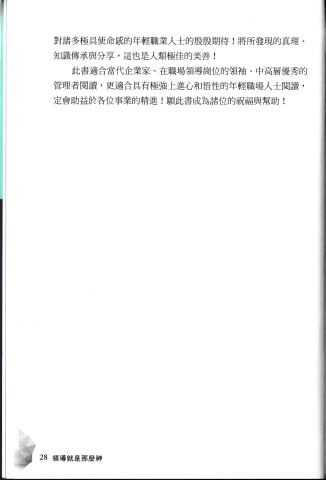 對諸多極具使命感的年輕職業人士的殷殷期待！將所發現的真理、
知識傳承與分享，這也是人類極佳的美善！
此書適合當代企業家、在職場領導崗位的領袖、中高層優秀的
管理者閱讀，更適合具有極強上進心和悟性的年輕職場人士閱讀，
定會助益於各位事業的精進！願此書成為諸位的祝福與幫助！
28 領導就是那麼神